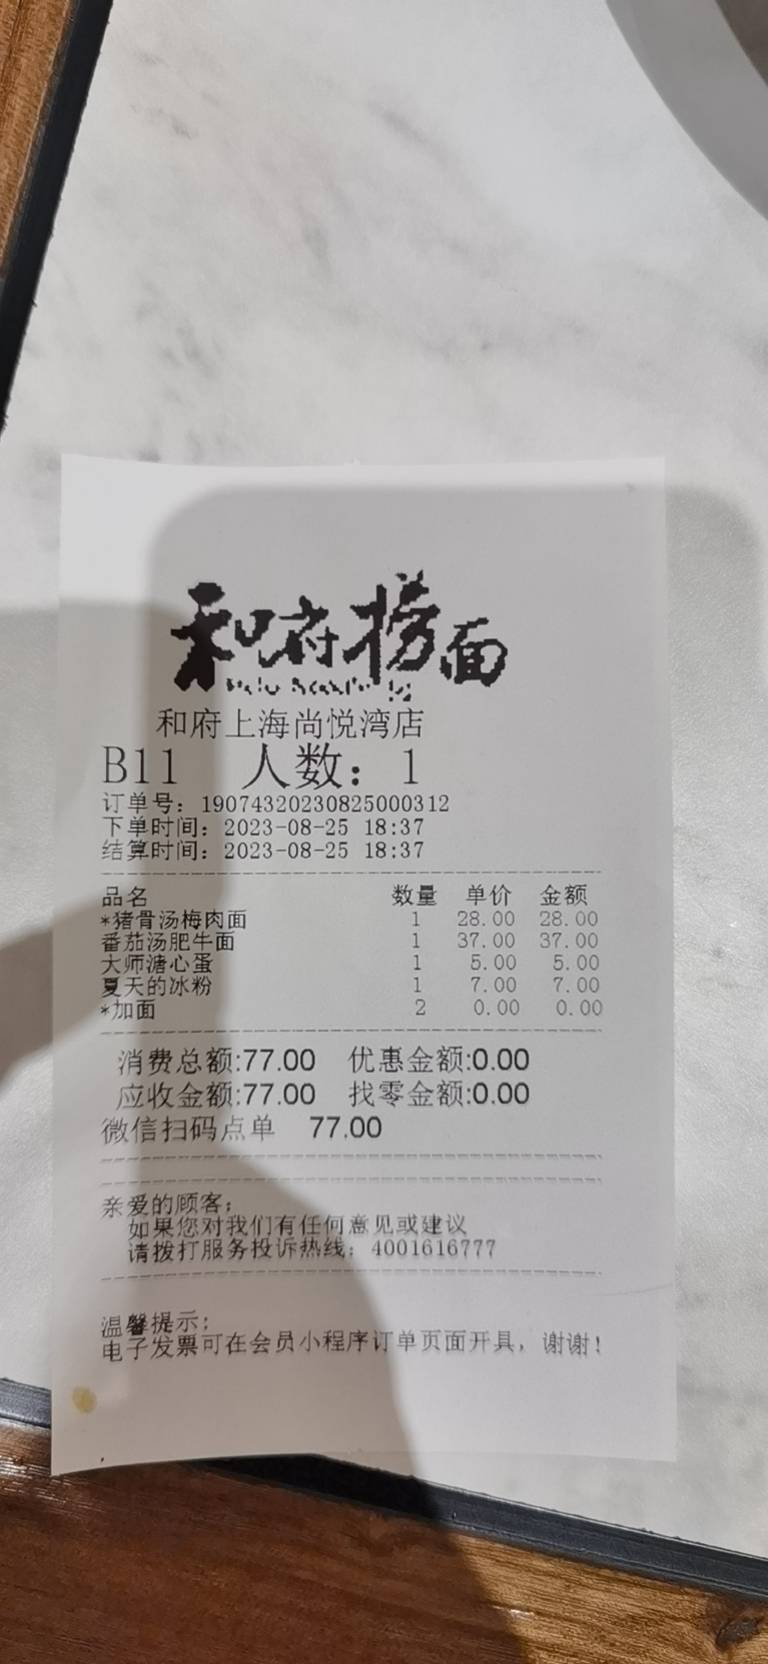 和府捞面
和府上海尚悦湾店
B11 人数：1
订单号：19074320230825000312
下单时间：2023-08-25 18:37
结算时间：2023-08-25 18:37
品名 数量 单价 金额
*猪骨汤梅肉面 1 28.00 28.00
番茄汤肥牛面 1 37.00 37.00
大师溏心蛋 1 5.00 5.00
夏天的冰粉 1 7.00 7.00
*加面 2 0.00 0.00
消费总额:77.00 优惠金额:0.00
应收金额:77.00 找零金额:0.00
微信扫码点单 77.00
亲爱的顾客；
如果您对我们有任何意见或建议
请拨打服务投诉热线：4001616777
温馨提示；
电子发票可在会员小程序订单页面开具，谢谢！